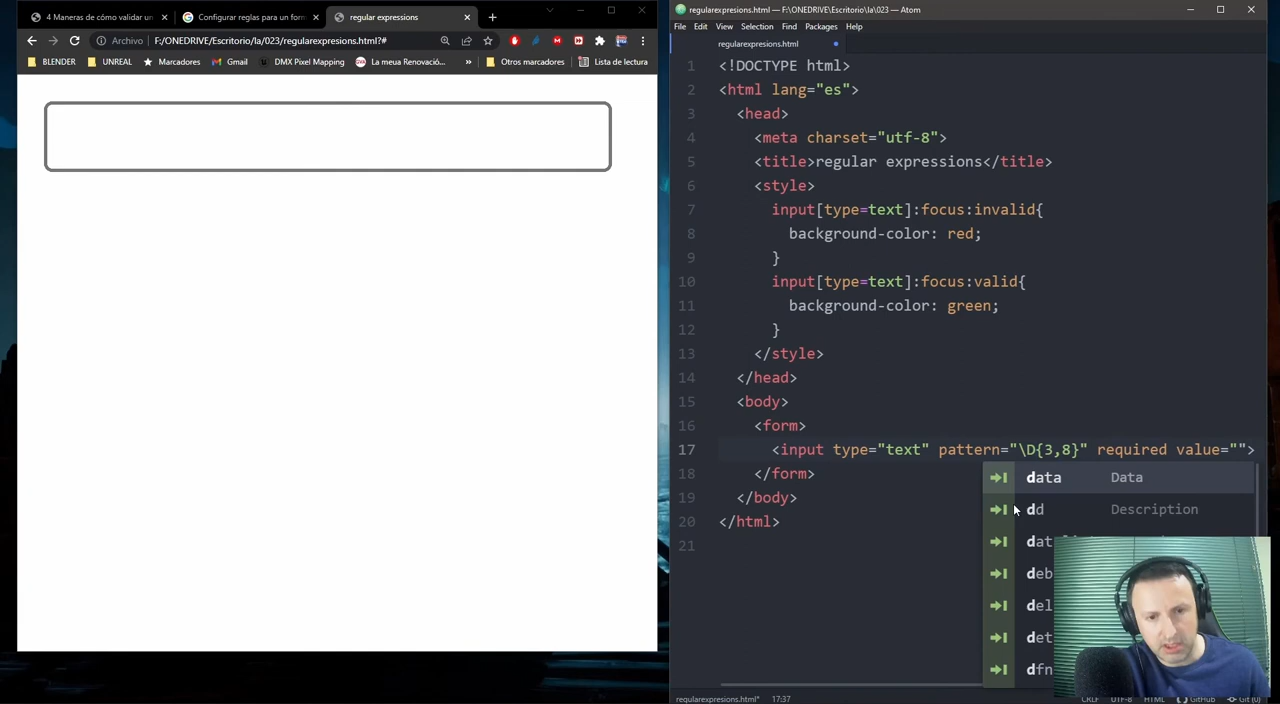 4 Maneras de cómo validar un
Configurar reglas para un form
regular expressions
Archivo
F:/ONEDRIVE/Escritorio/Ia/023/regularexpresions.html?#
BLENDER
UNREAL
Marcadores
Gmail
DMX Pixel Mapping
La meua Renovació...
Otros marcadores
Lista de lectura
regularexpresions.html — F:\ONEDRIVE\Escritorio\Ia\023 — Atom
File Edit View Selection Find Packages Help
regularexpresions.html
1 <!DOCTYPE html>
2 <html lang="es">
3 <head>
4 <meta charset="utf-8">
5 <title>regular expressions</title>
6 <style>
7 input[type=text]:focus:invalid{
8 background-color: red;
9 }
10 input[type=text]:focus:valid{
11 background-color: green;
12 }
13 </style>
14 </head>
15 <body>
16 <form>
17 <input type="text" pattern="\D{3,8}" required value="">
18 </form>
19 </body>
20 </html>
21
data Data
dd Description
dat
deb
del
det
dfn
regularexpresions.html* 17:37
CRLF UTF-8 HTML GitHub Git (0)